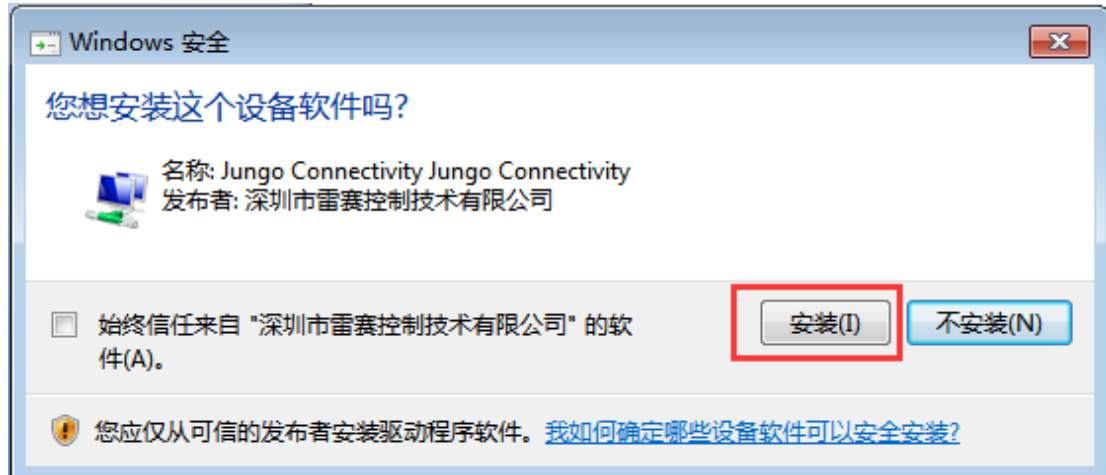 Windows 安全
您想安装这个设备软件吗?
名称: Jungo Connectivity Jungo Connectivity
发布者: 深圳市雷赛控制技术有限公司
始终信任来自 "深圳市雷赛控制技术有限公司" 的软
件(A)。
安装(I)
不安装(N)
您应仅从可信的发布者安装驱动程序软件。我如何确定哪些设备软件可以安全安装?